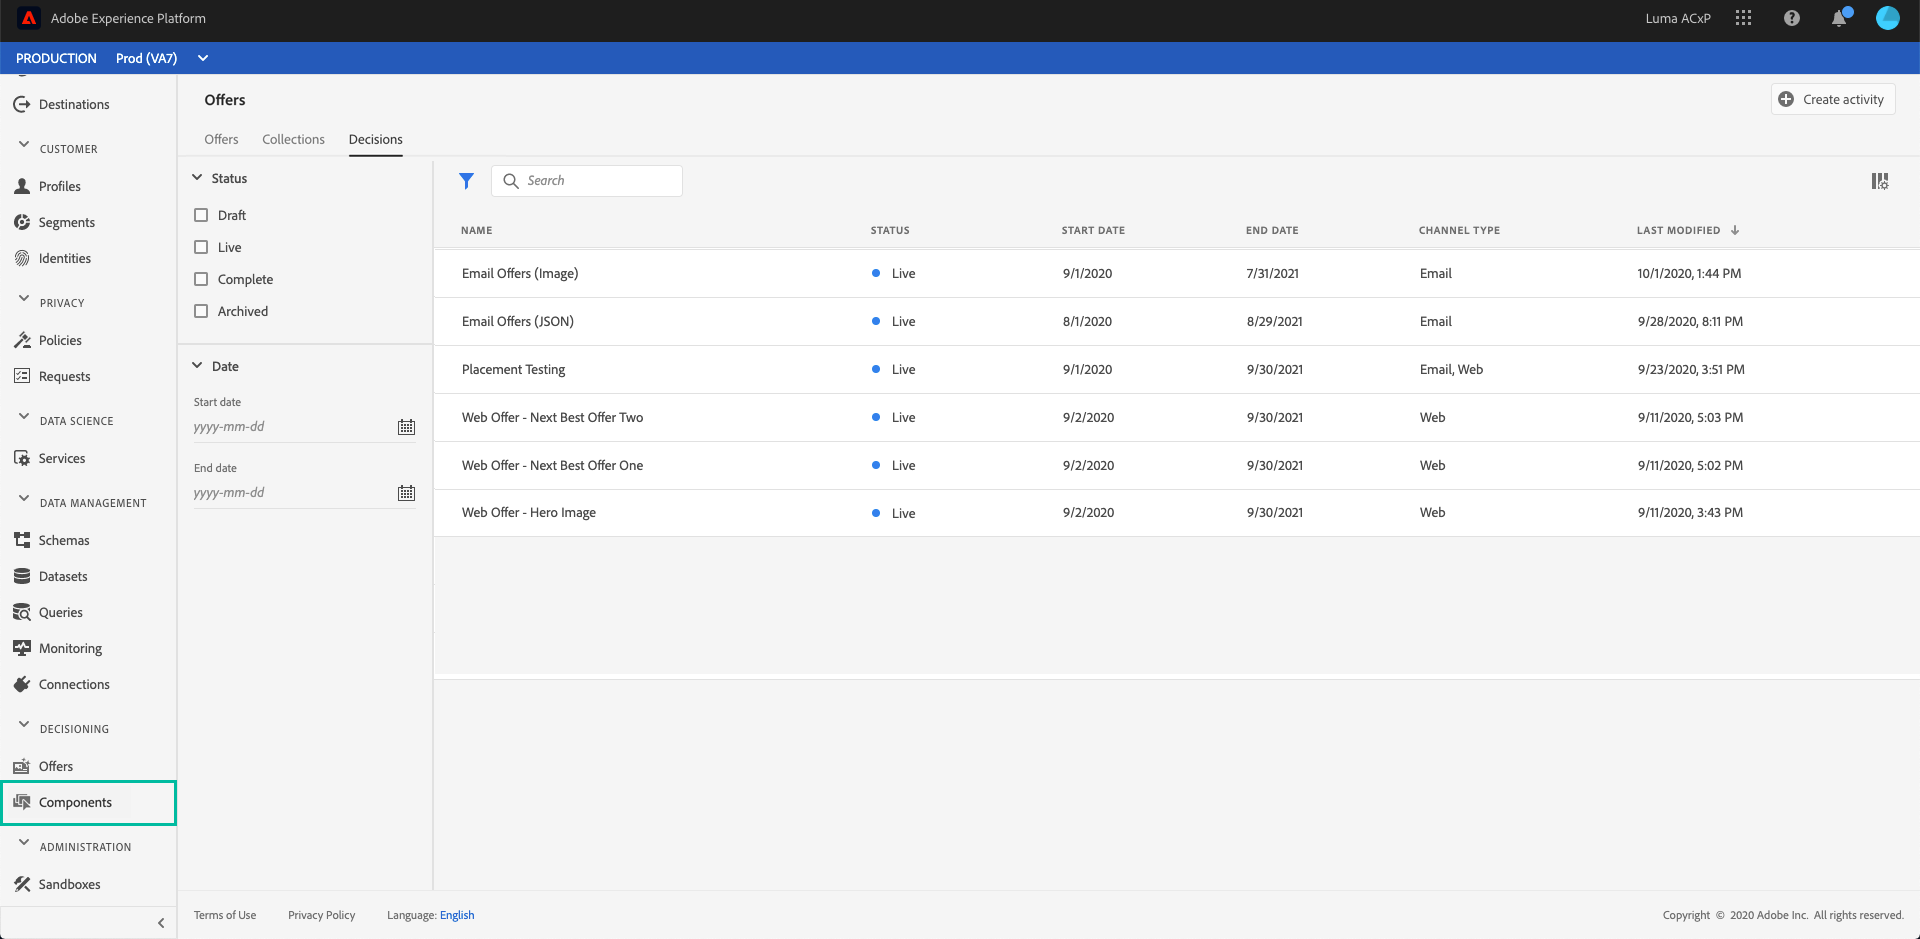 Adobe Experience Platform
Luma ACxP
PRODUCTION Prod (VA7)
Destinations
CUSTOMER
Profiles
Segments
Identities
PRIVACY
Policies
Requests
DATA SCIENCE
Services
DATA MANAGEMENT
Schemas
Datasets
Queries
Monitoring
Connections
DECISIONING
Offers
Components
ADMINISTRATION
Sandboxes
Offers
Create activity
Offers Collections Decisions
Status
Draft
Live
Complete
Archived
Date
Start date
yyyy-mm-dd
End date
yyyy-mm-dd
Search
NAME STATUS START DATE END DATE CHANNEL TYPE LAST MODIFIED
Email Offers (Image) Live 9/1/2020 7/31/2021 Email 10/1/2020, 1:44 PM
Email Offers (JSON) Live 8/1/2020 8/29/2021 Email 9/28/2020, 8:11 PM
Placement Testing Live 9/1/2020 9/30/2021 Email, Web 9/23/2020, 3:51 PM
Web Offer - Next Best Offer Two Live 9/2/2020 9/30/2021 Web 9/11/2020, 5:03 PM
Web Offer - Next Best Offer One Live 9/2/2020 9/30/2021 Web 9/11/2020, 5:02 PM
Web Offer - Hero Image Live 9/2/2020 9/30/2021 Web 9/11/2020, 3:43 PM
Terms of Use Privacy Policy Language: English
Copyright © 2020 Adobe Inc. All rights reserved.